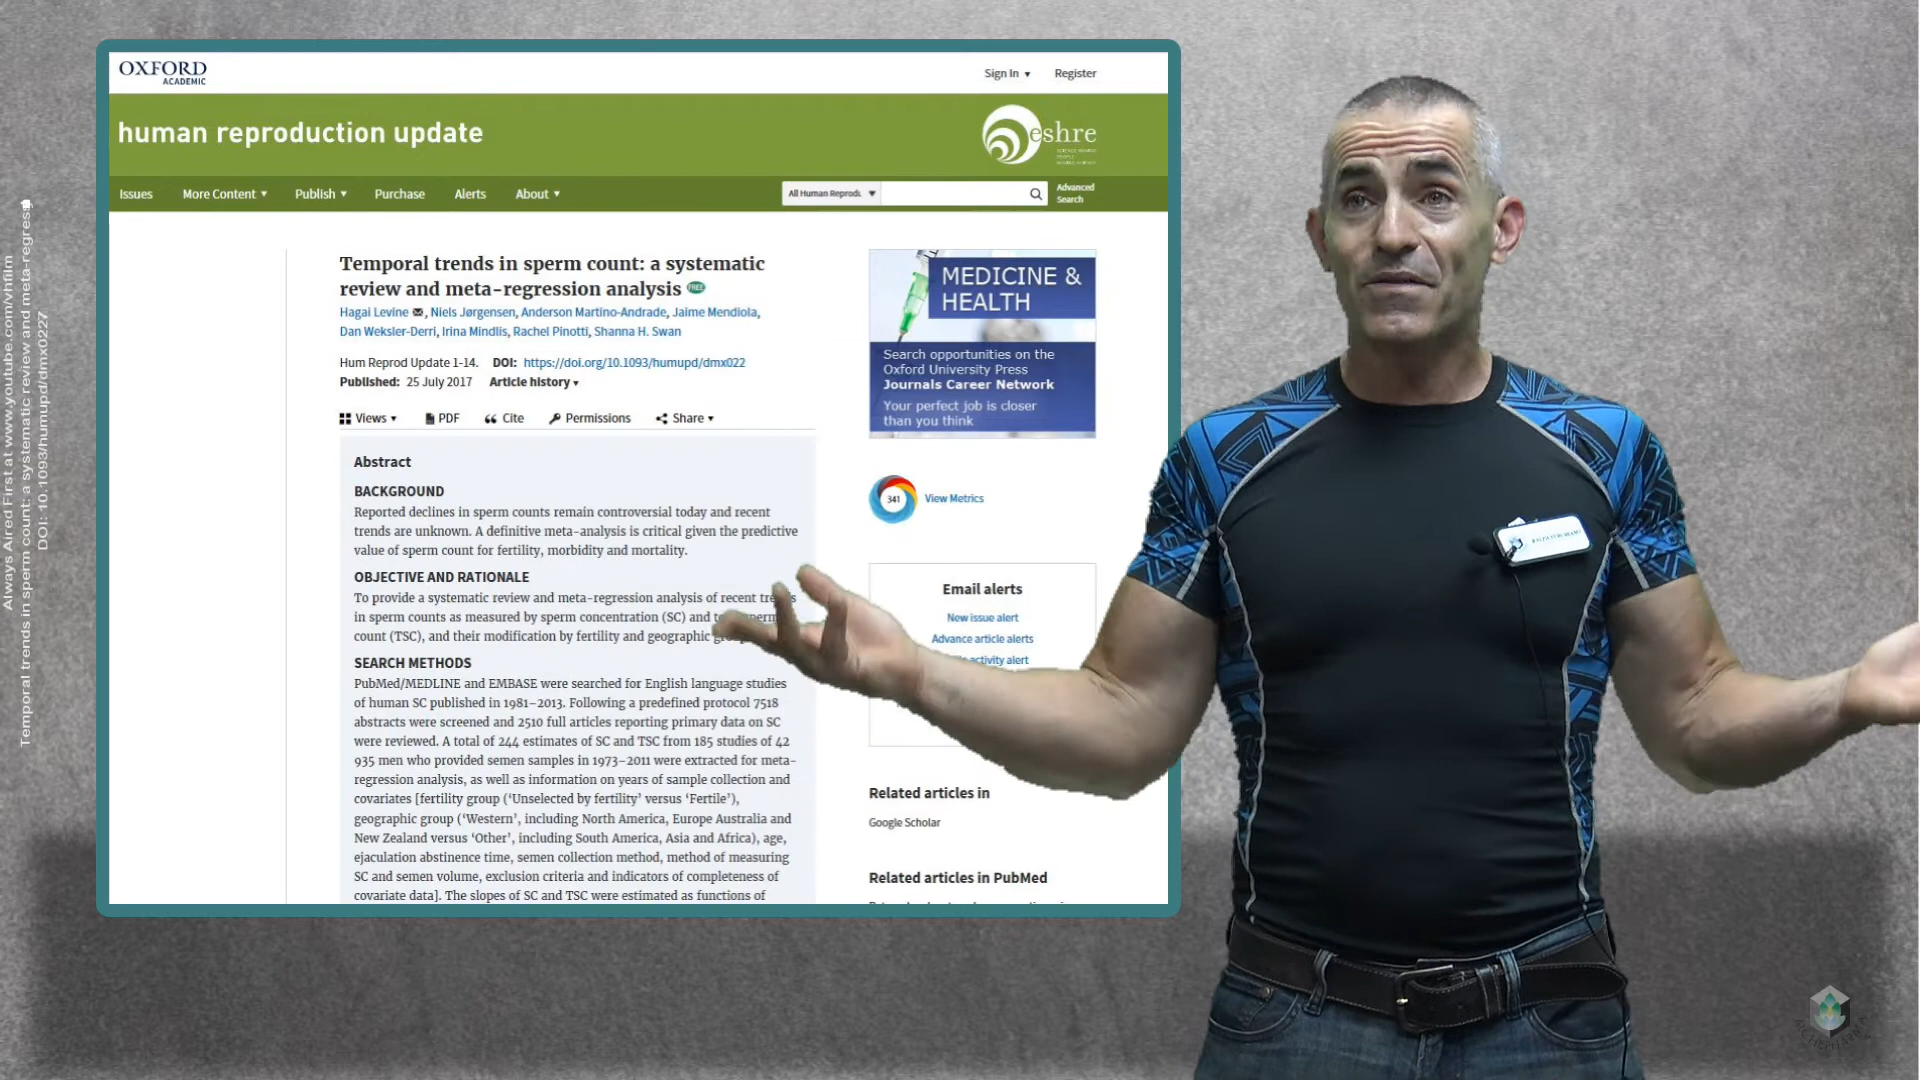 Always Aired First at www.youtube.com/vhfilm
Temporal trends in sperm count: a systematic review and meta-regress
DOI: 10.1093/humupd/dmx0227
OXFORD
ACADEMIC
Sign In
Register
human reproduction update
eshre
Issues
More Content
Publish
Purchase
Alerts
About
All Human Reprod
Advanced
Search
Temporal trends in sperm count: a systematic
review and meta-regression analysis FREE
Hagai Levine, Niels Jørgensen, Anderson Martino-Andrade, Jaime Mendiola,
Dan Weksler-Derri, Irina Mindlis, Rachel Pinotti, Shanna H. Swan
Hum Reprod Update 1-14. DOI: https://doi.org/10.1093/humupd/dmx022
Published: 25 July 2017 Article history
Views
PDF
Cite
Permissions
Share
Abstract
BACKGROUND
Reported declines in sperm counts remain controversial today and recent
trends are unknown. A definitive meta-analysis is critical given the predictive
value of sperm count for fertility, morbidity and mortality.
OBJECTIVE AND RATIONALE
To provide a systematic review and meta-regression analysis of recent
in sperm counts as measured by sperm concentration (SC) and
count (TSC), and their modification by fertility and geographic
SEARCH METHODS
PubMed/MEDLINE and EMBASE were searched for English language studies
of human SC published in 1981–2013. Following a predefined protocol 7518
abstracts were screened and 2510 full articles reporting primary data on SC
were reviewed. A total of 244 estimates of SC and TSC from 185 studies of 42
935 men who provided semen samples in 1973–2011 were extracted for meta-
regression analysis, as well as information on years of sample collection and
covariates [fertility group ('Unselected by fertility' versus 'Fertile'),
geographic group ('Western', including North America, Europe Australia and
New Zealand versus 'Other', including South America, Asia and Africa), age,
ejaculation abstinence time, semen collection method, method of measuring
SC and semen volume, exclusion criteria and indicators of completeness of
covariate data]. The slopes of SC and TSC were estimated as functions of
MEDICINE &
HEALTH
Search opportunities on the
Oxford University Press
Journals Career Network
Your perfect job is closer
than you think
341
View Metrics
Email alerts
New issue alert
Advance article alerts
activity alert
Related articles in
Google Scholar
Related articles in PubMed